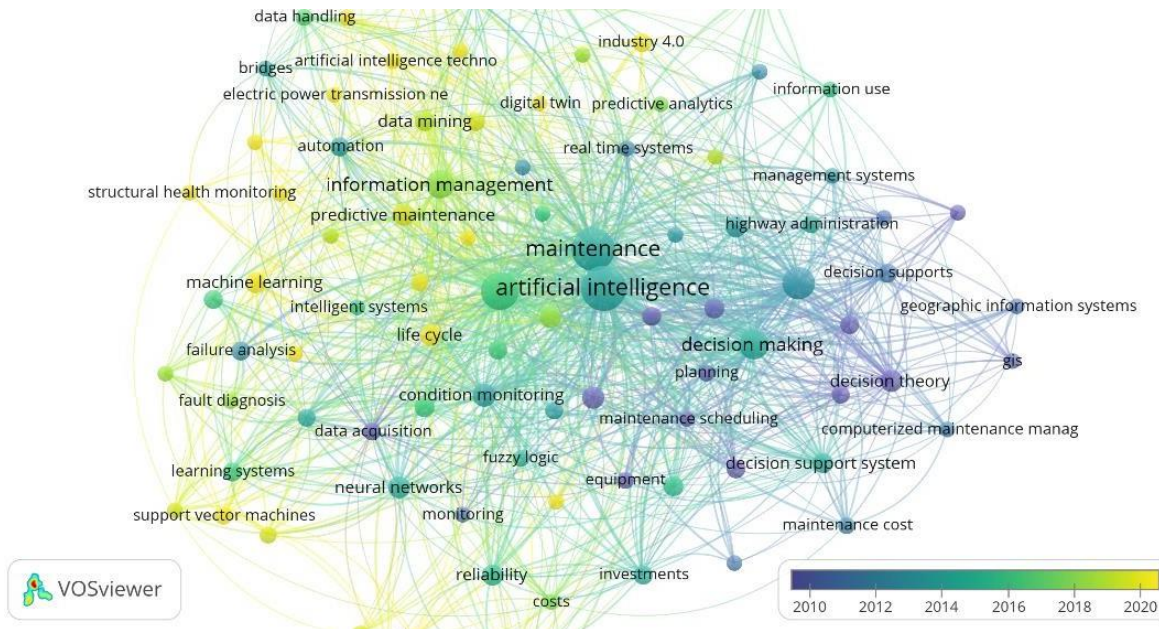 data handling
industry 4.0
bridges
artificial intelligence techno
information use
electric power transmission ne
digital twin
predictive analytics
data mining
automation
real time systems
management systems
structural health monitoring
information management
predictive maintenance
highway administration
maintenance
decision supports
machine learning
artificial intelligence
intelligent systems
geographic information systems
life cycle
decision making
failure analysis
planning
gis
decision theory
fault diagnosis
condition monitoring
maintenance scheduling
data acquisition
computerized maintenance manag
fuzzy logic
learning systems
decision support system
equipment
neural networks
support vector machines
monitoring
maintenance cost
reliability
investments
costs
VOSviewer
2010 2012 2014 2016 2018 2020